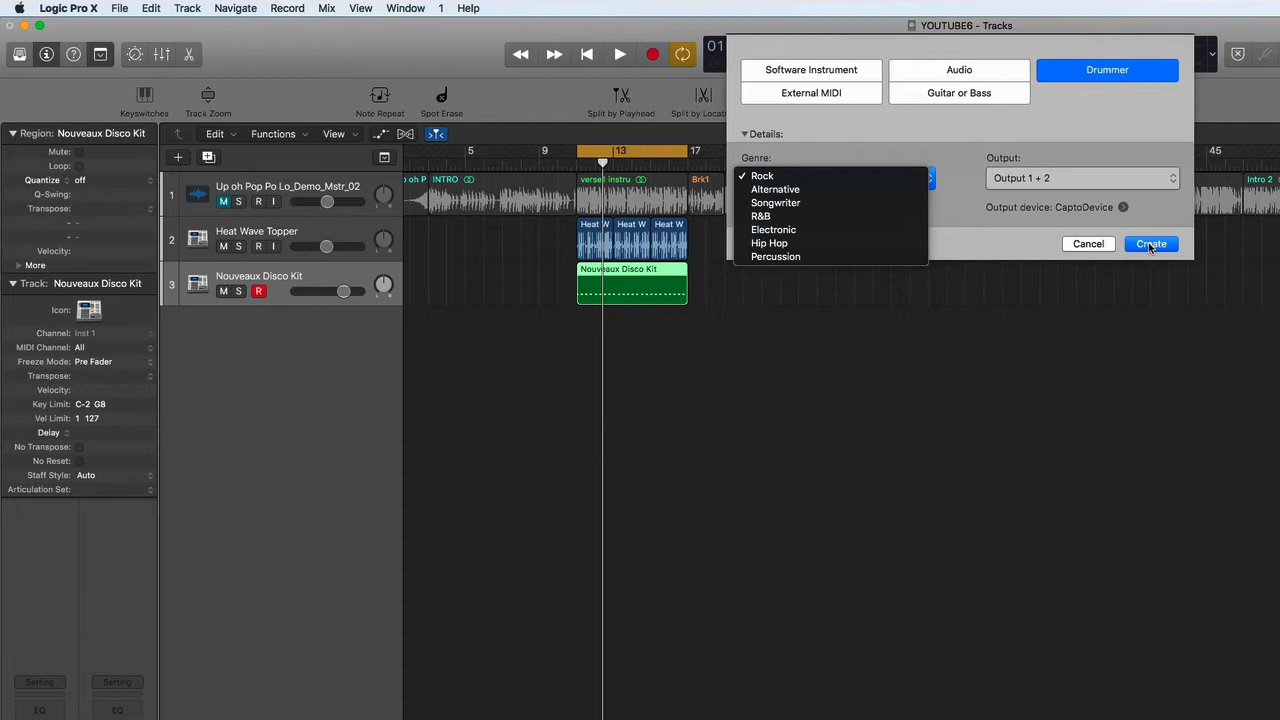 Logic Pro X File Edit Track Navigate Record Mix View Window 1 Help
YOUTUBE6 - Tracks
01
Software Instrument Audio Drummer
External MIDI Guitar or Bass
Keyswitches Track Zoom Note Repeat Spot Erase Split by Playhead Split by Locato
Region: Nouveaux Disco Kit
Edit Functions View
Details:
Mute:
Loop:
Quantize off
Q-Swing:
Transpose:
Velocity:
More
5 9 13 17 45
Genre: Output:
Rock
Alternative
Songwriter
R&B
Electronic
Hip Hop
Percussion
Output 1 + 2
Output device: CaptoDevice
Cancel Create
1 Up oh Pop Po Lo_Demo_Mstr_02
M S R I
o oh P INTRO verse1 instru Brk1 Intro 2
2 Heat Wave Topper
M S R I
Heat W Heat W Heat W
3 Nouveaux Disco Kit
M S R
Nouveaux Disco Kit
Track: Nouveaux Disco Kit
Icon:
Channel: Inst 1
MIDI Channel: All
Freeze Mode: Pre Fader
Transpose:
Velocity:
Key Limit: C-2 G8
Vel Limit: 1 127
Delay
No Transpose:
No Reset:
Staff Style: Auto
Articulation Set:
Setting Setting
EQ EQ